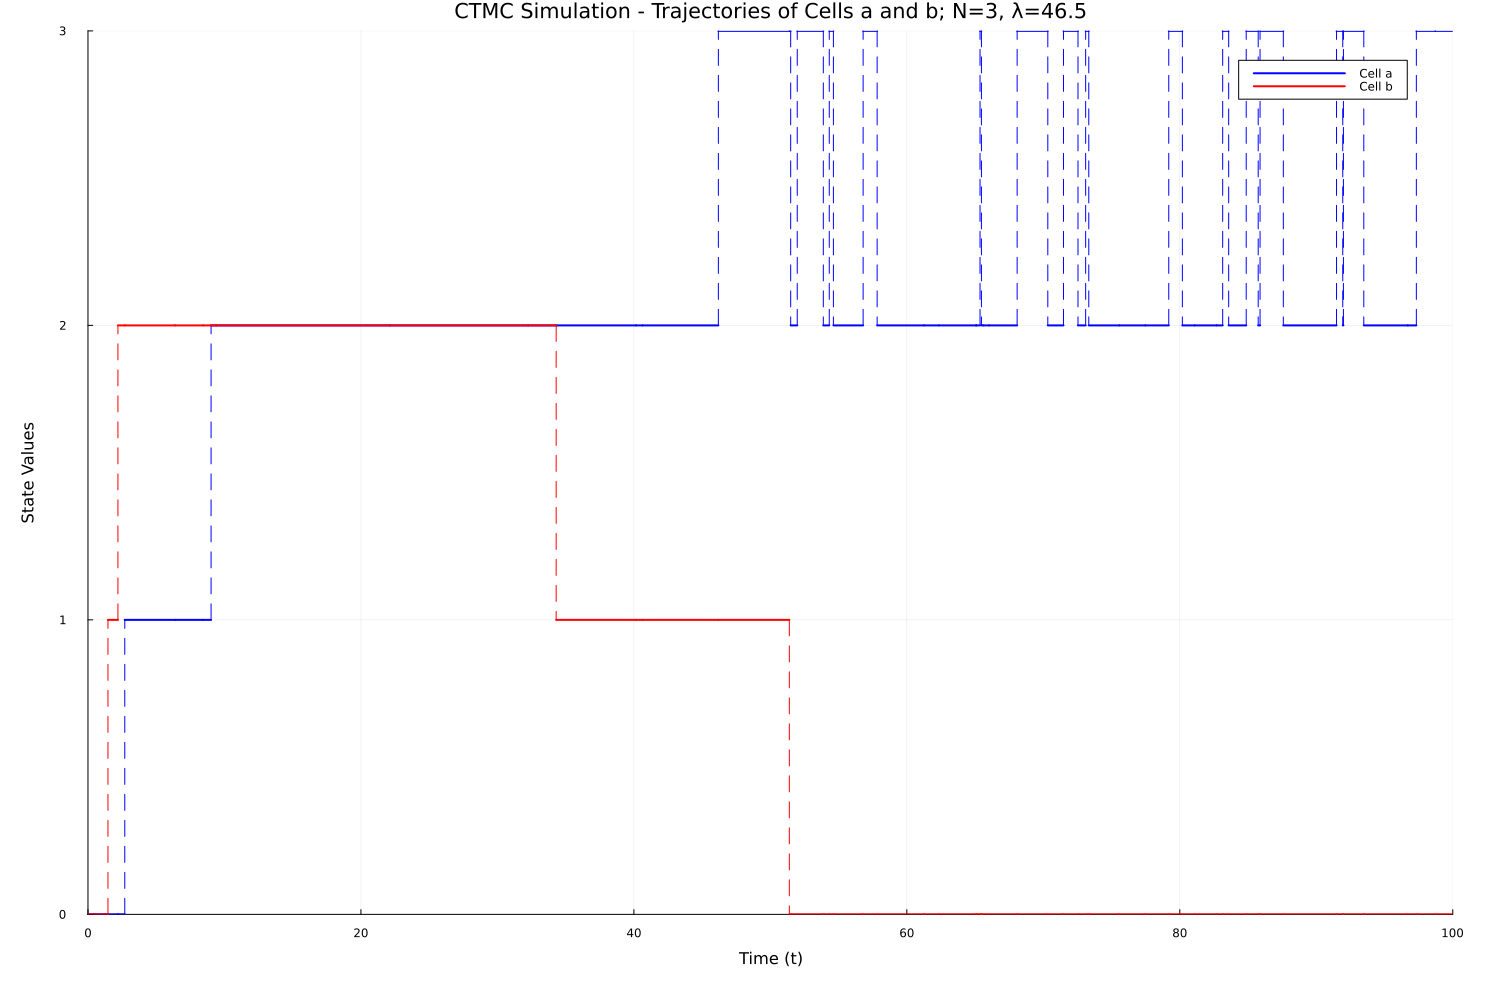 CTMC Simulation - Trajectories of Cells a and b; N=3, λ=46.5
3
Cell a
Cell b
2
State Values
1
0
0 20 40 60 80 100
Time (t)